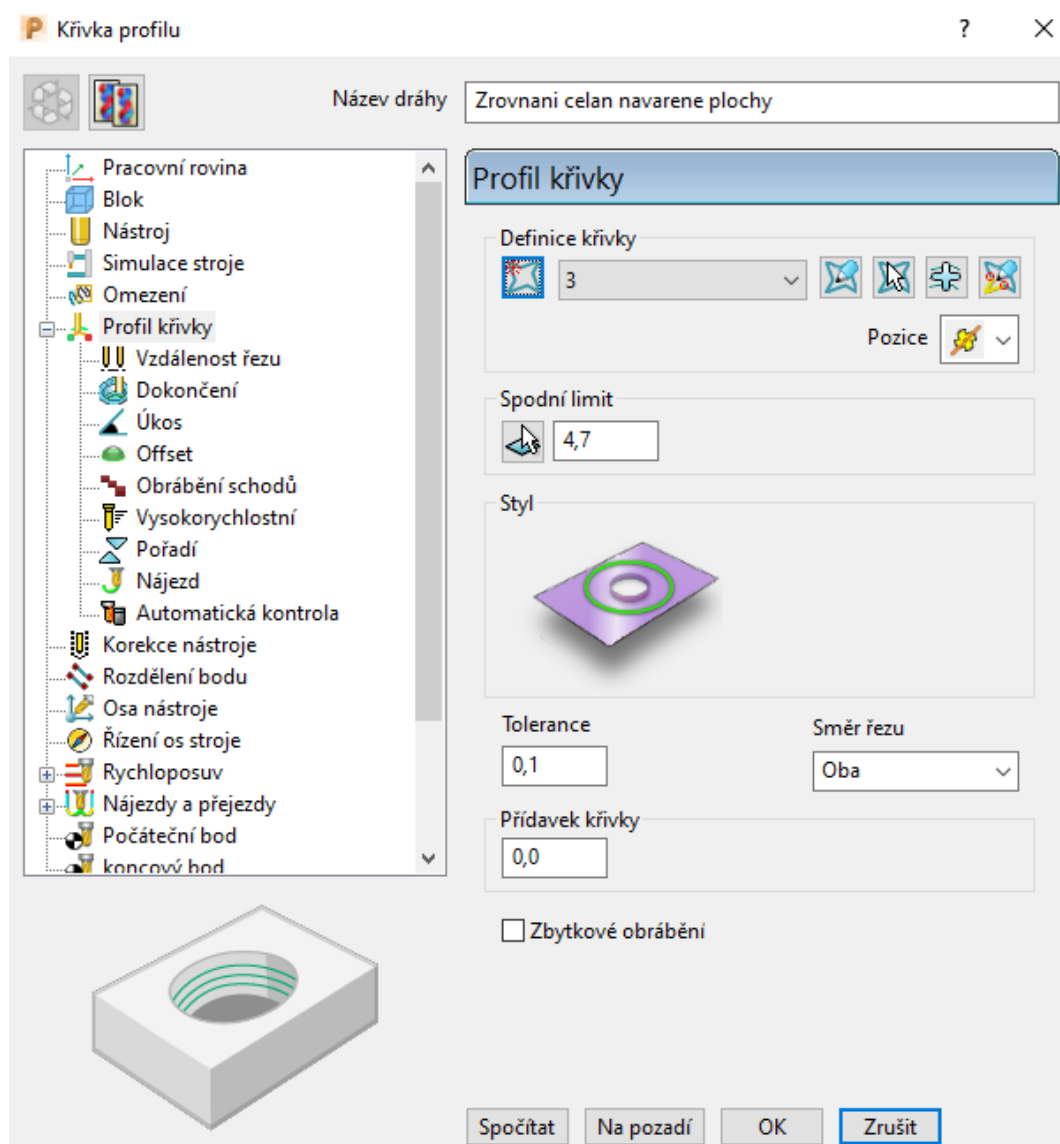 Křivka profilu
Název dráhy
Zrovnani celan navarene plochy
Pracovní rovina
Blok
Nástroj
Simulace stroje
Omezení
Profil křivky
Vzdálenost řezu
Dokončení
Úkos
Offset
Obrábění schodů
Vysokorychlostní
Pořadí
Nájezd
Automatická kontrola
Korekce nástroje
Rozdělení bodu
Osa nástroje
Řízení os stroje
Rychloposuv
Nájezdy a přejezdy
Počáteční bod
koncový bod
Profil křivky
Definice křivky
3
Pozice
Spodní limit
4,7
Styl
Tolerance
Směr řezu
0,1
Oba
Přídavek křivky
0,0
Zbytkové obrábění
Spočítat
Na pozadí
OK
Zrušit